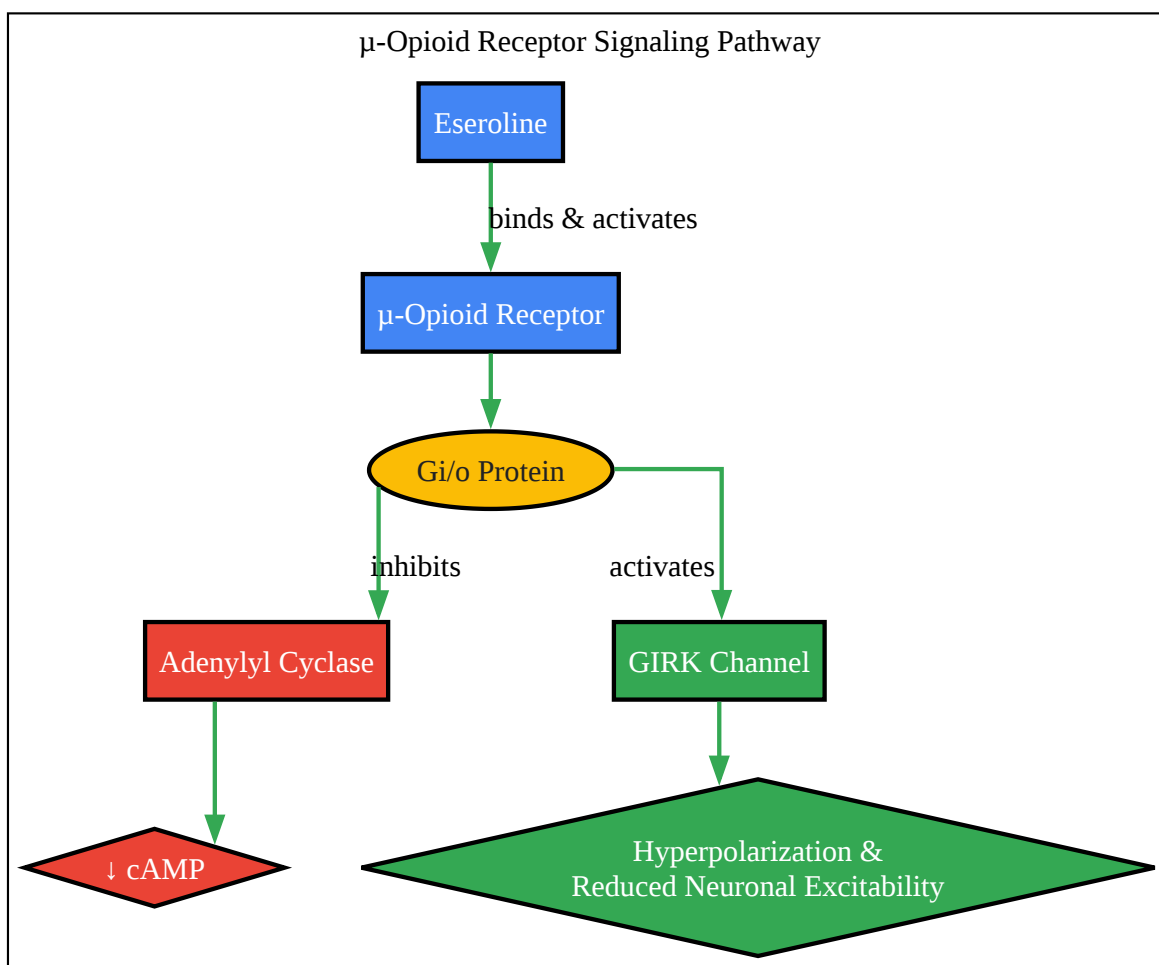 µ-Opioid Receptor Signaling Pathway
Eseroline
binds & activates
µ-Opioid Receptor
Gi/o Protein
inhibits
activates
Adenylyl Cyclase
GIRK Channel
↓ cAMP
Hyperpolarization &
Reduced Neuronal Excitability